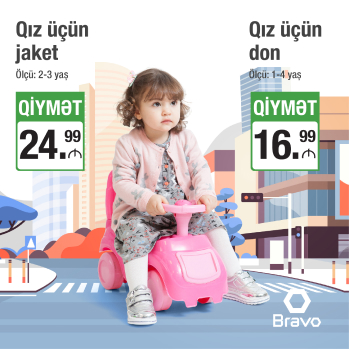 Qız üçün
jaket
Ölçü: 2-3 yaş
QİYMƏT
24.99 ₼
Qız üçün
don
Ölçü: 1-4 yaş
QİYMƏT
16.99 ₼
Bravo